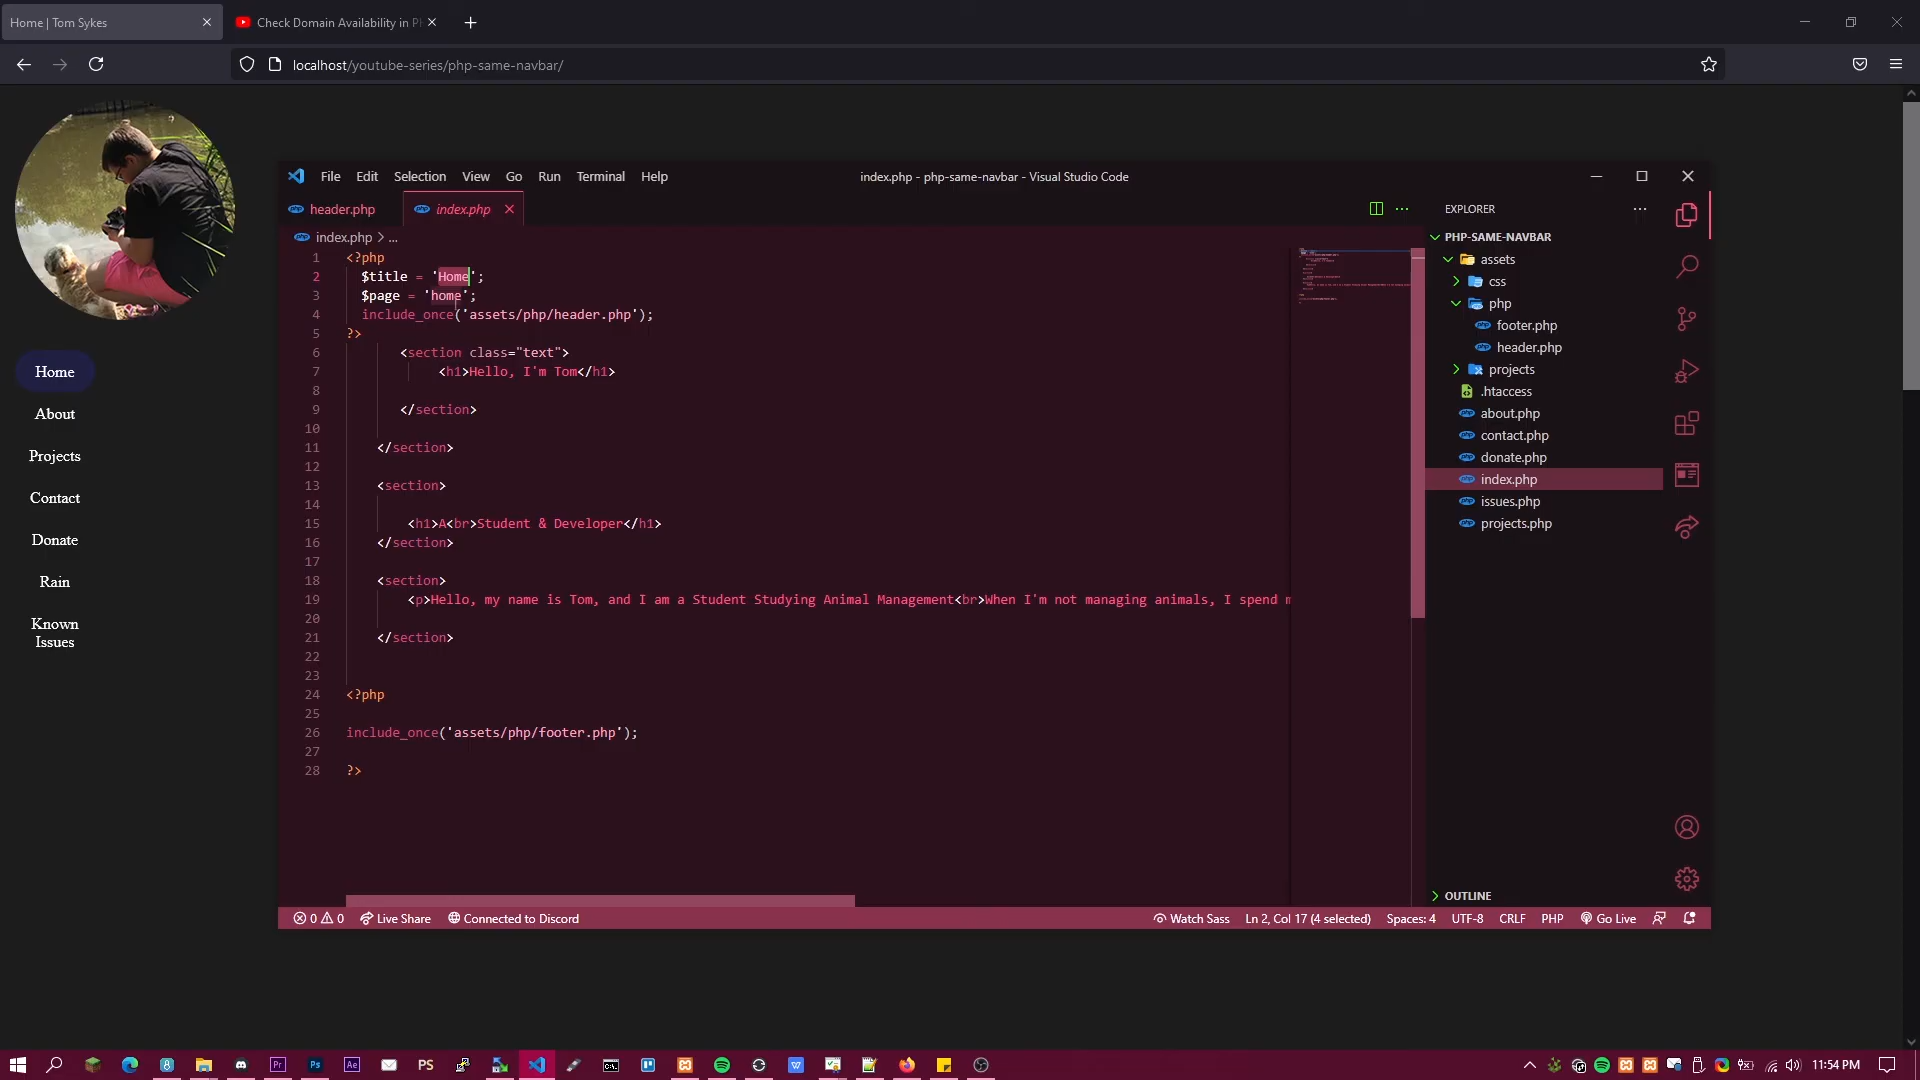 Home | Tom Sykes
Check Domain Availability in P
localhost/youtube-series/php-same-navbar/
Home
About
Projects
Contact
Donate
Rain
Known
Issues
File Edit Selection View Go Run Terminal Help
index.php - php-same-navbar - Visual Studio Code
header.php
index.php
index.php > ...
1 <?php
2 $title = 'Home';
3 $page = 'home';
4 include_once('assets/php/header.php');
5 ?>
6 <section class="text">
7 <h1>Hello, I'm Tom</h1>
8
9 </section>
10
11 </section>
12
13 <section>
14
15 <h1>A<br>Student & Developer</h1>
16 </section>
17
18 <section>
19 <p>Hello, my name is Tom, and I am a Student Studying Animal Management<br>When I'm not managing animals, I spend m
20
21 </section>
22
23
24 <?php
25
26 include_once('assets/php/footer.php');
27
28 ?>
EXPLORER
PHP-SAME-NAVBAR
assets
css
php
footer.php
header.php
projects
.htaccess
about.php
contact.php
donate.php
index.php
issues.php
projects.php
OUTLINE
0 0 Live Share Connected to Discord
Watch Sass Ln 2, Col 17 (4 selected) Spaces: 4 UTF-8 CRLF PHP Go Live
Pr Ps Ae PS
11:54 PM